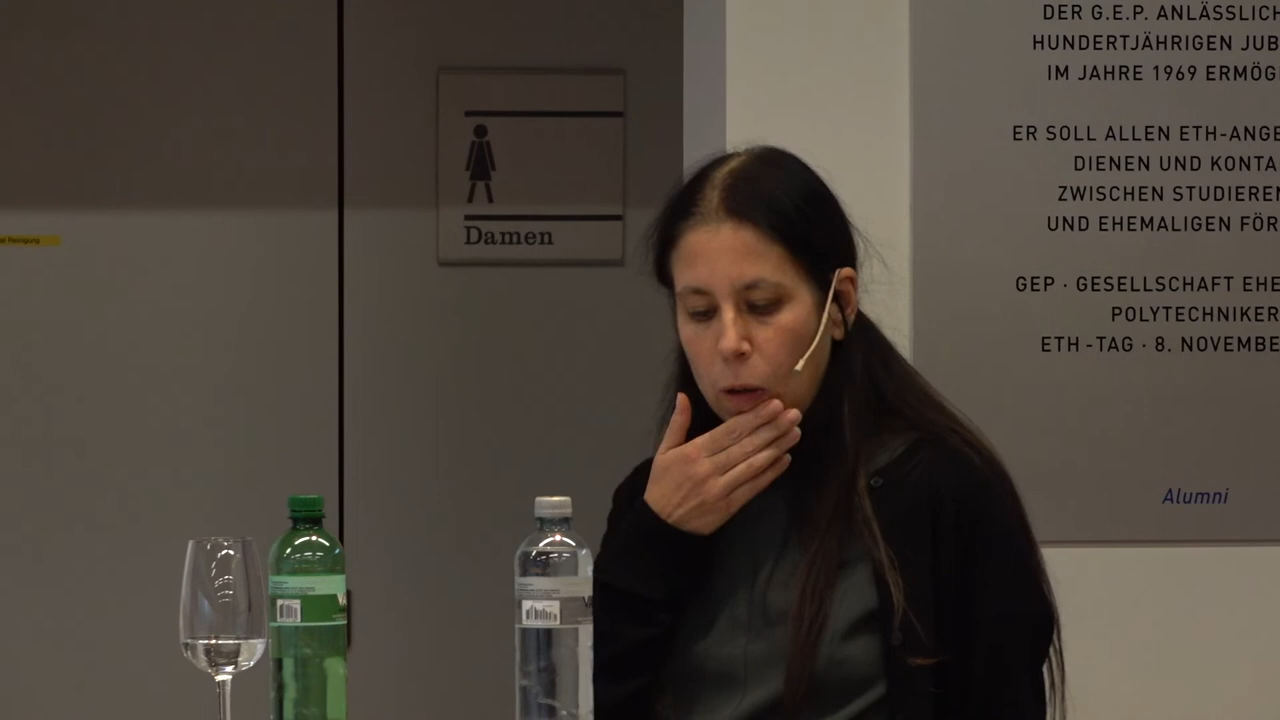 DER G.E.P. ANLÄSSLICH
HUNDERTJÄHRIGEN JUB
IM JAHRE 1969 ERMÖG
ER SOLL ALLEN ETH-ANGE
DIENEN UND KONTA
ZWISCHEN STUDIEREN
UND EHEMALIGEN FÖR
GEP · GESELLSCHAFT EHE
POLYTECHNIKER
ETH-TAG · 8. NOVEMBE
Alumni
Damen
Reinigung